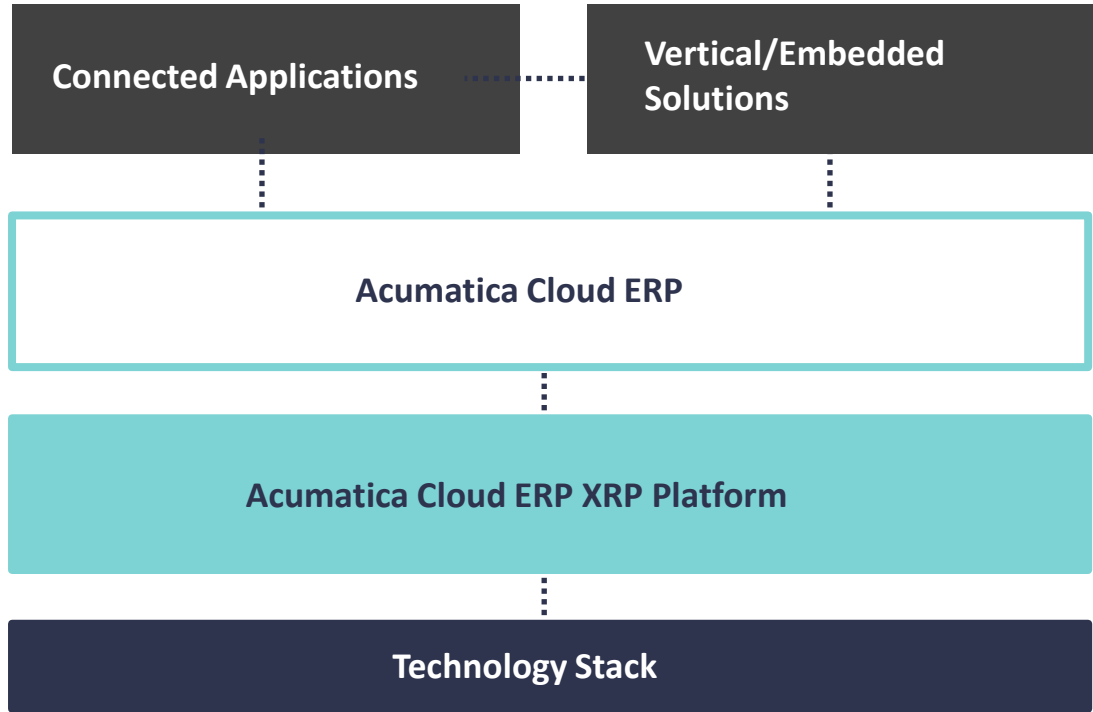 Connected Applications
Vertical/Embedded
Solutions
Acumatica Cloud ERP
Acumatica Cloud ERP XRP Platform
Technology Stack